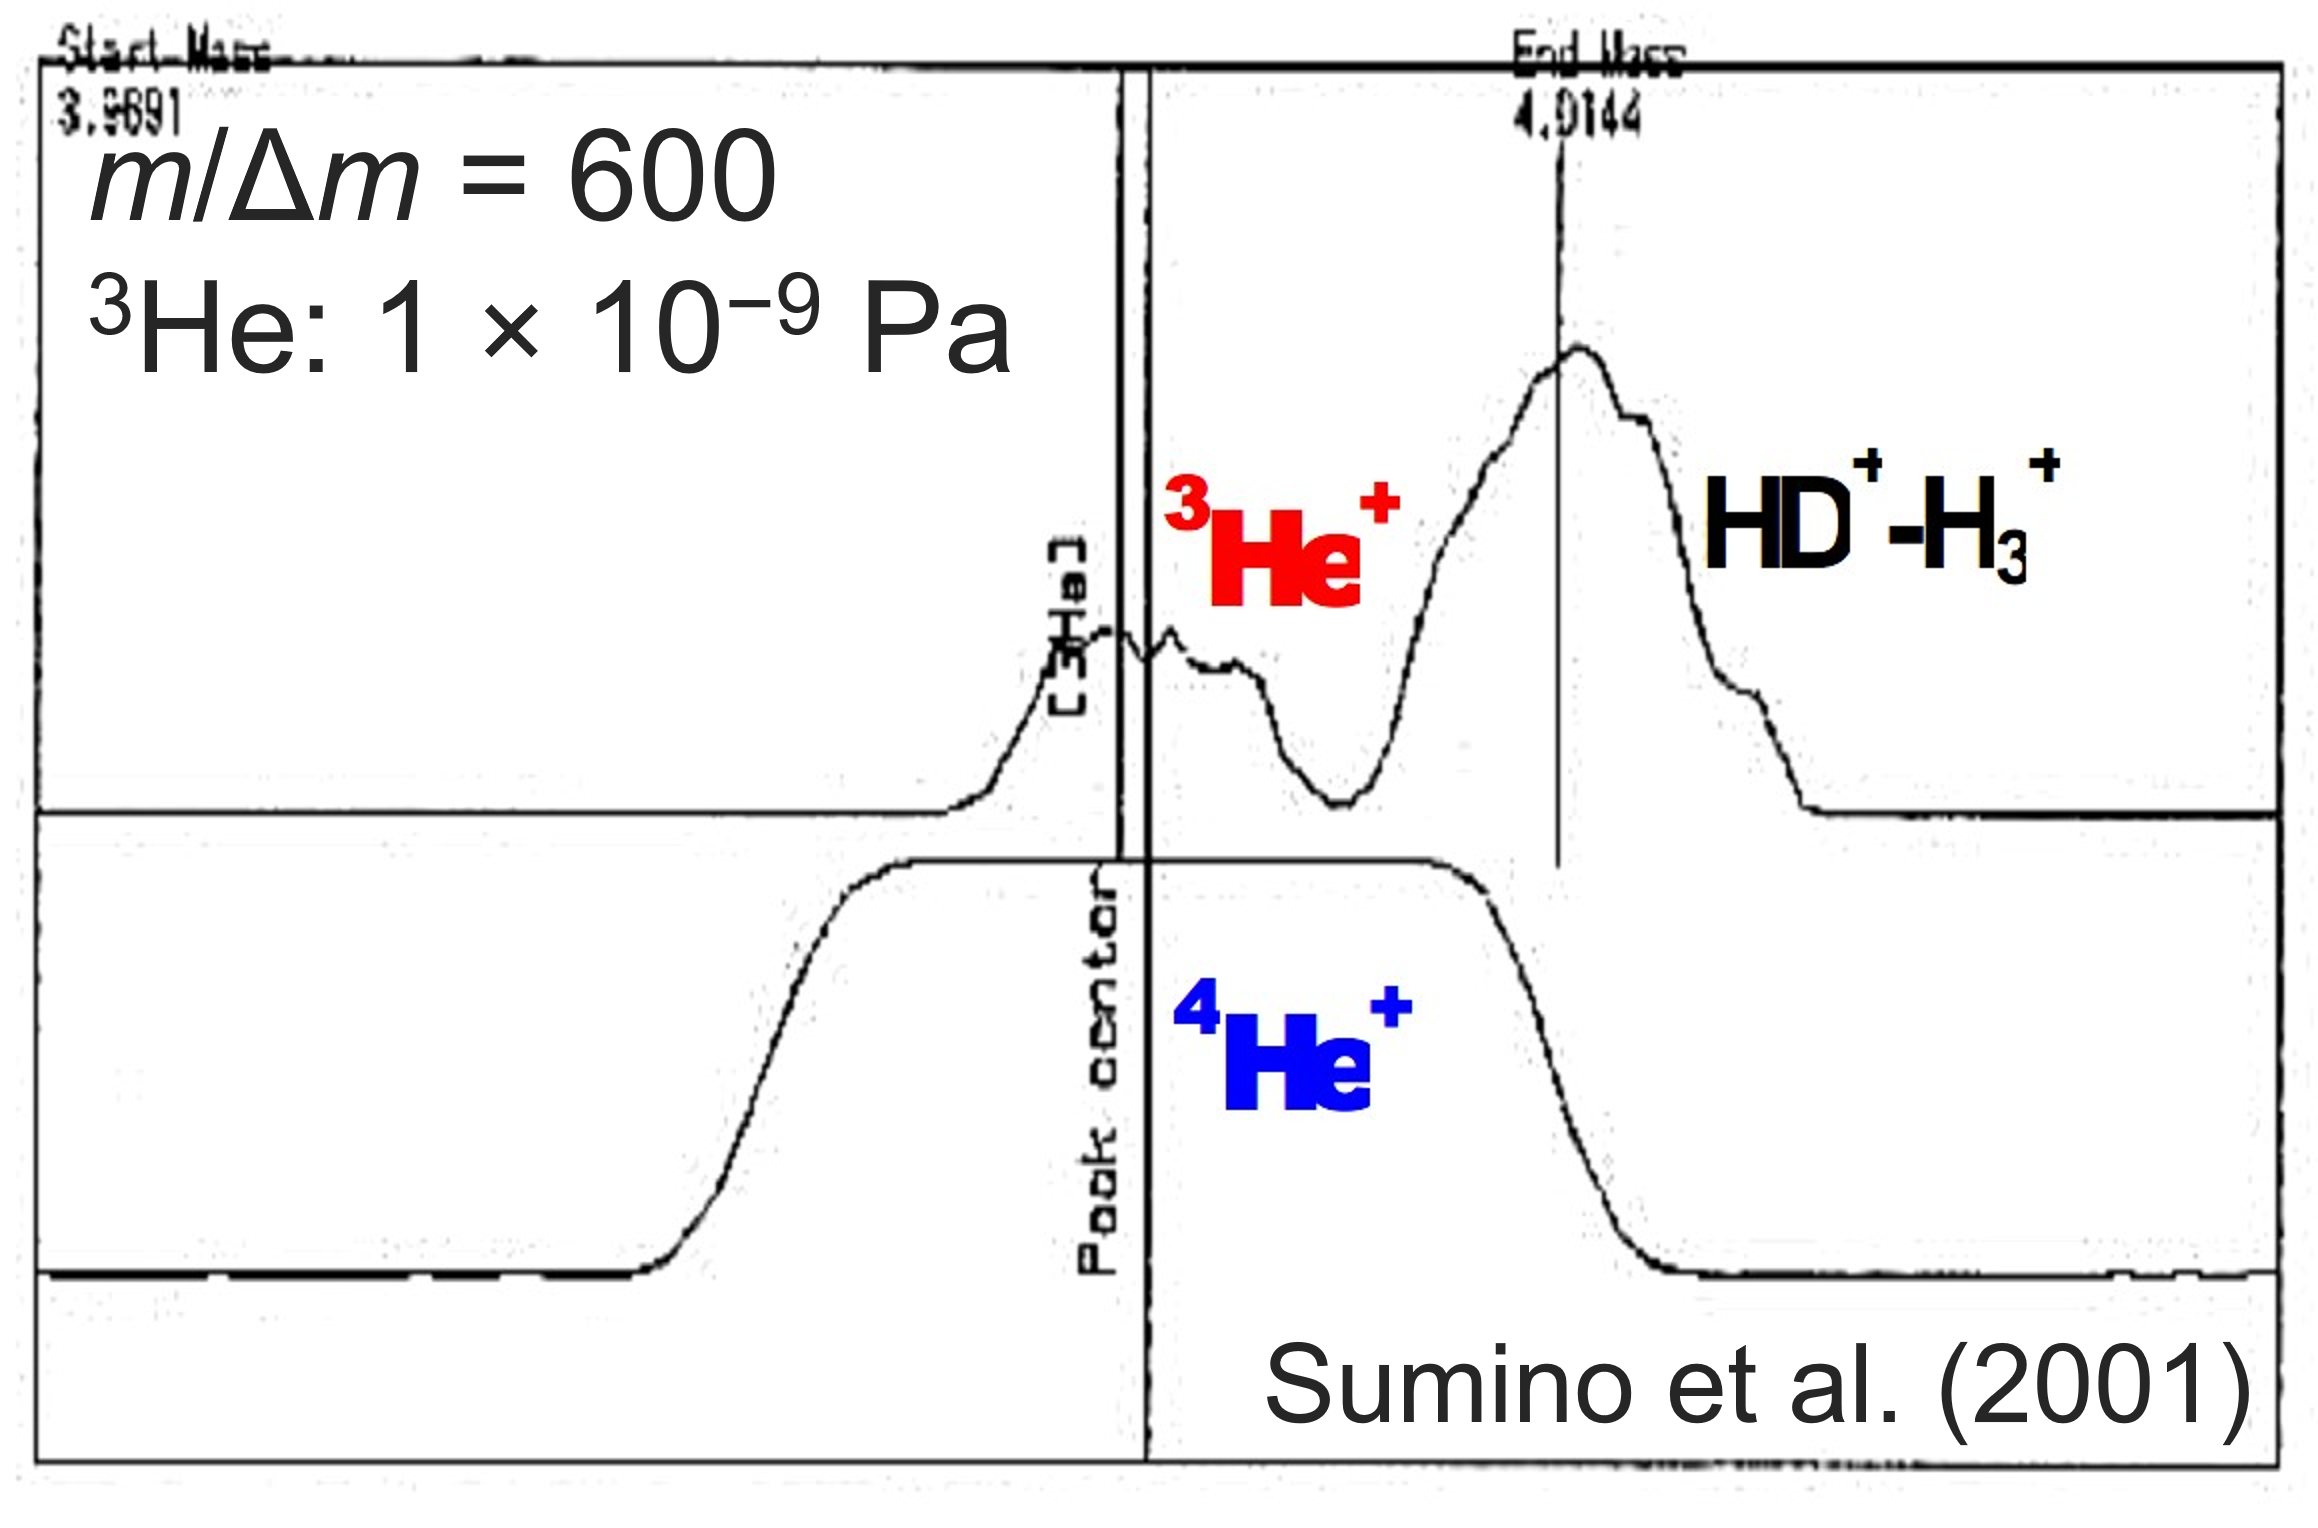 Start Mass
End Mass
3.9691
4.0144
m/Δm = 600
³He: 1 × 10⁻⁹ Pa
[3He]
³He⁺
HD⁺-H₃⁺
Peak center
⁴He⁺
Sumino et al. (2001)